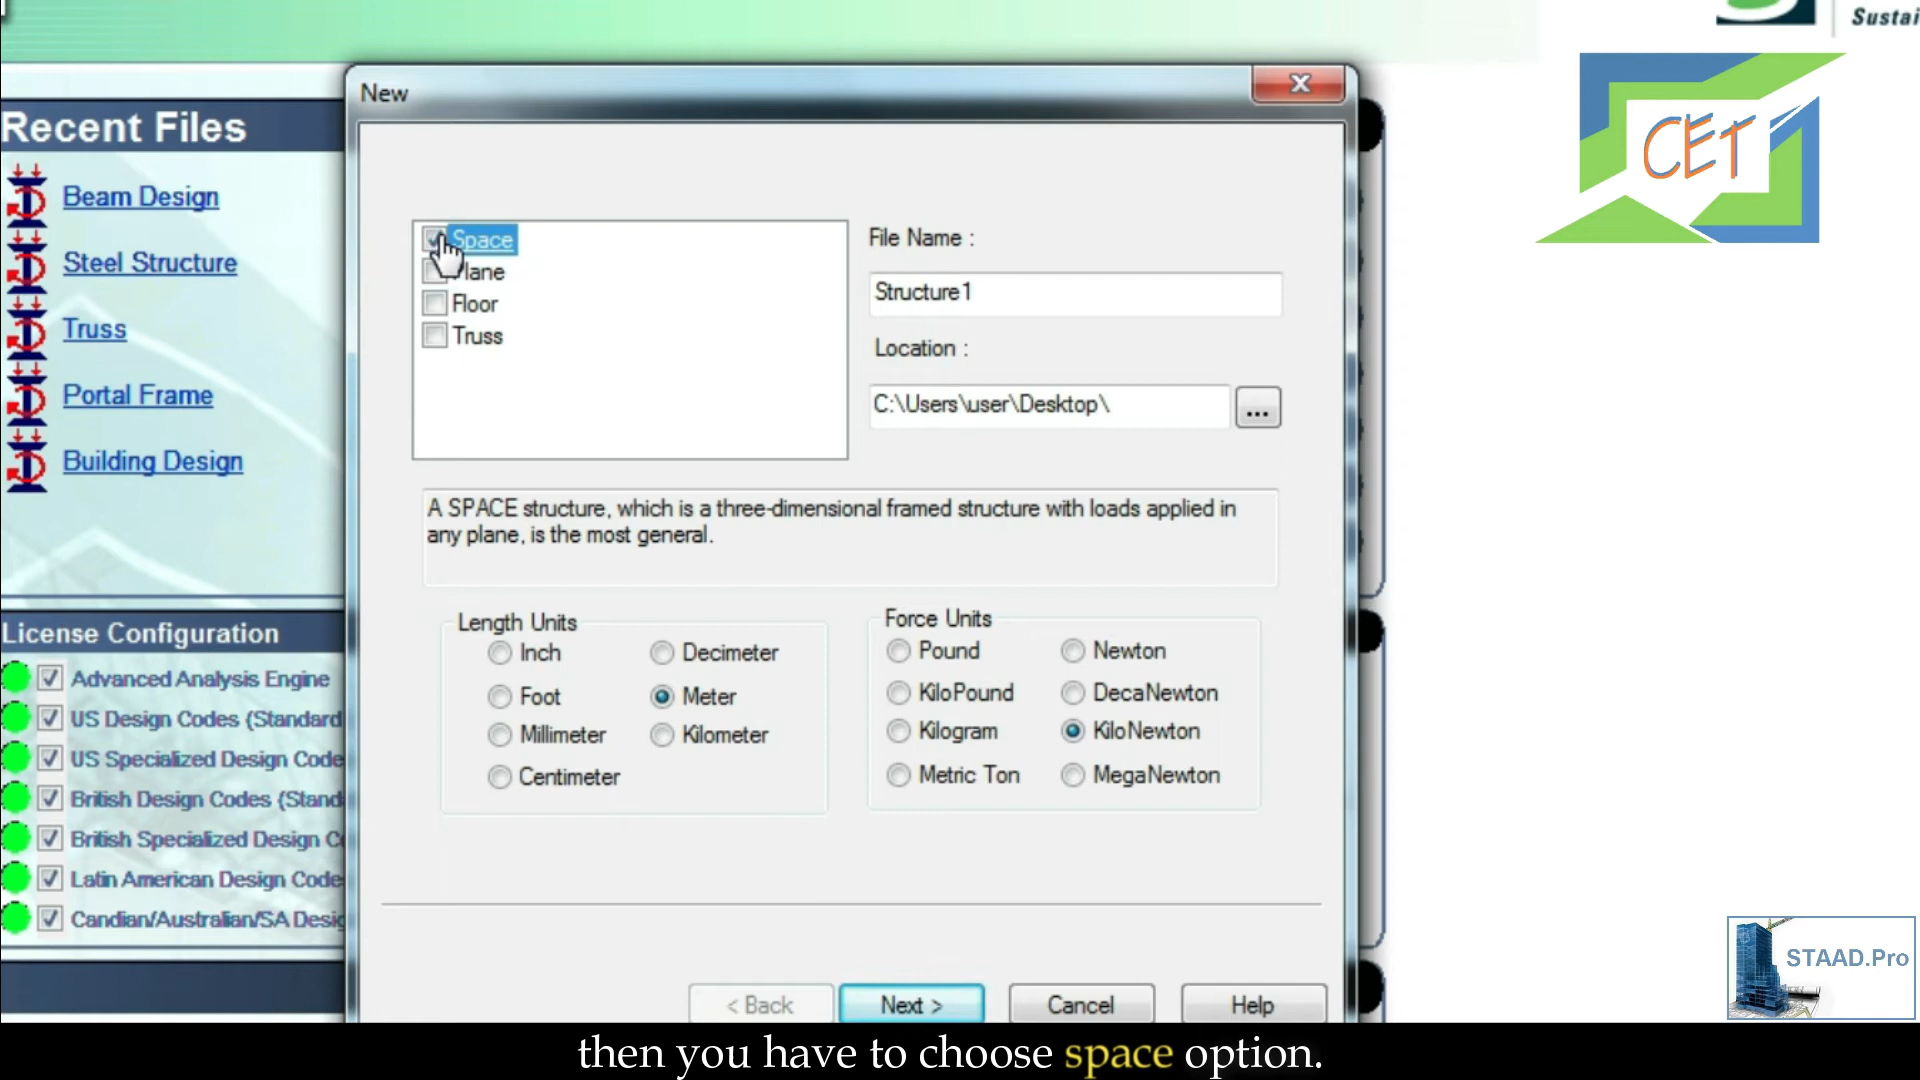 Sustai
CET
New
Recent Files
Beam Design
Steel Structure
Truss
Portal Frame
Building Design
Space
Plane
Floor
Truss
File Name :
Structure1
Location :
C:\Users\user\Desktop\
...
A SPACE structure, which is a three-dimensional framed structure with loads applied in
any plane, is the most general.
License Configuration
Advanced Analysis Engine
US Design Codes (Standard
US Specialized Design Code
British Design Codes (Stand
British Specialized Design C
Latin American Design Code
Candian/Australian/SA Desig
Length Units
Inch
Decimeter
Foot
Meter
Millimeter
Kilometer
Centimeter
Force Units
Pound
Newton
KiloPound
DecaNewton
Kilogram
KiloNewton
Metric Ton
MegaNewton
STAAD.Pro
< Back
Next >
Cancel
Help
then you have to choose space option.